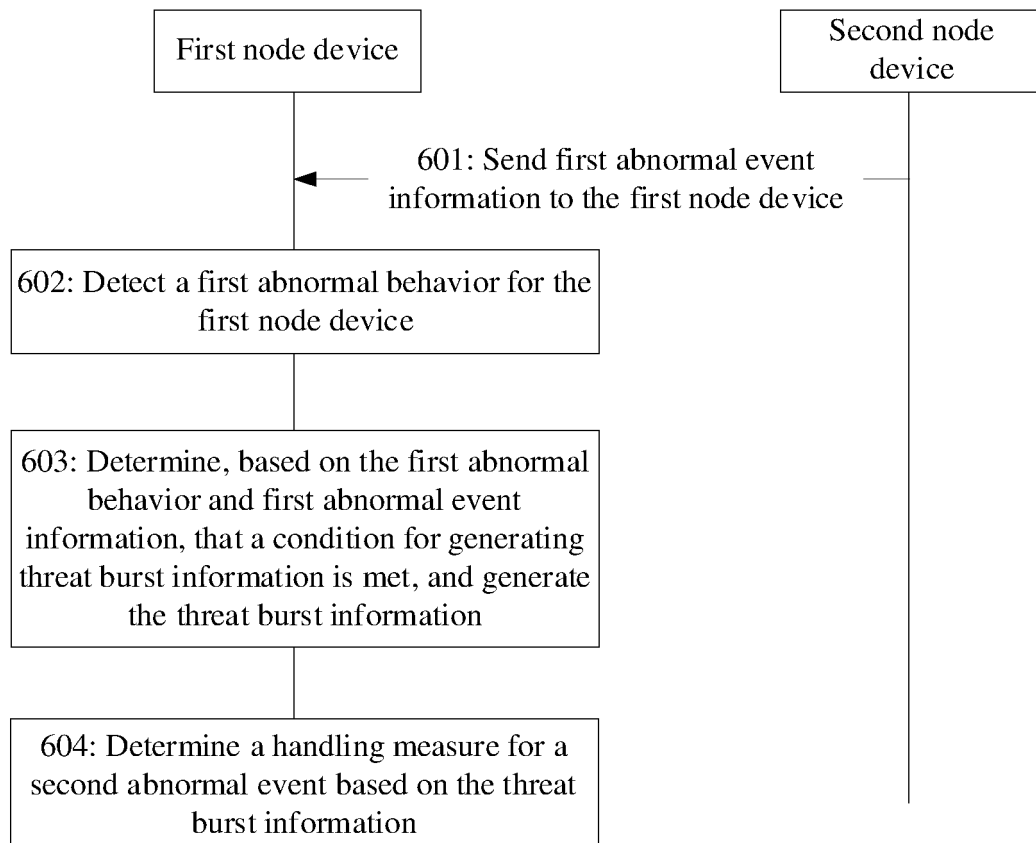 First node device
Second node
device
601: Send first abnormal event
information to the first node device
602: Detect a first abnormal behavior for the
first node device
603: Determine, based on the first abnormal
behavior and first abnormal event
information, that a condition for generating
threat burst information is met, and generate
the threat burst information
604: Determine a handling measure for a
second abnormal event based on the threat
burst information